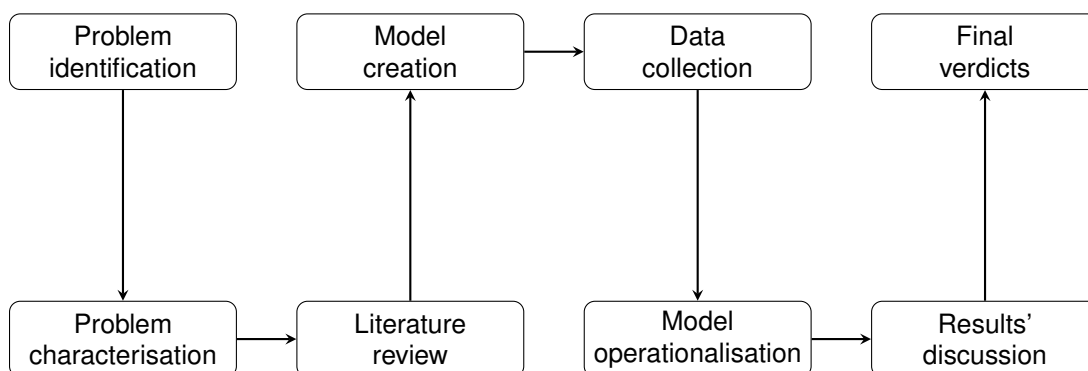 Problem
identification
Model
creation
Data
collection
Final
verdicts
Problem
characterisation
Literature
review
Model
operationalisation
Results’
discussion